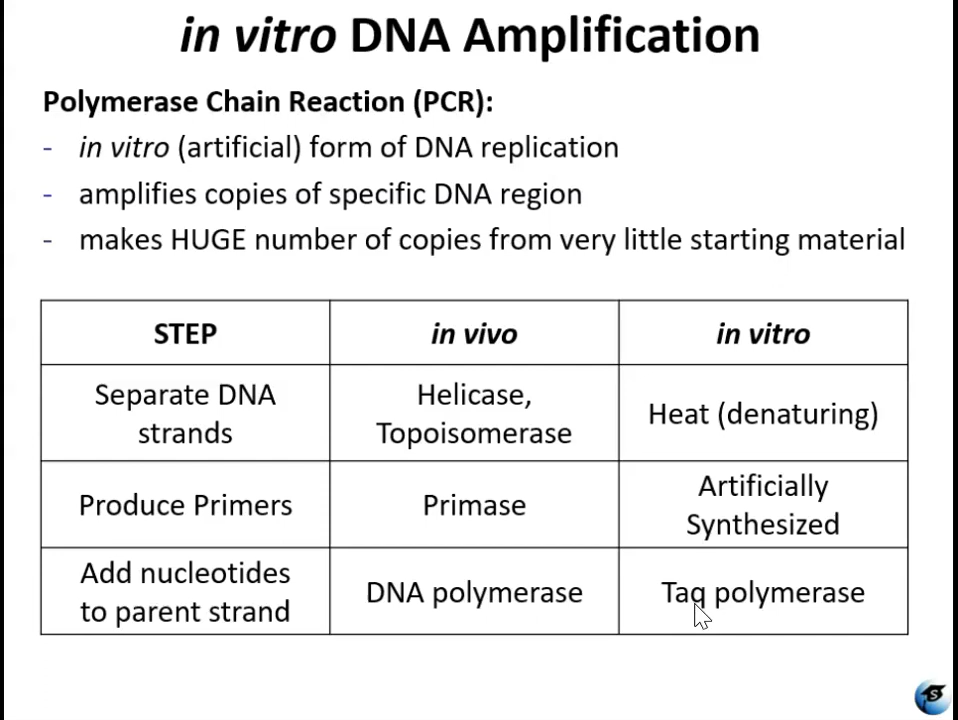 in vitro DNA Amplification
Polymerase Chain Reaction (PCR):
- in vitro (artificial) form of DNA replication
- amplifies copies of specific DNA region
- makes HUGE number of copies from very little starting material
STEP
in vivo
in vitro
Separate DNA
strands
Helicase,
Topoisomerase
Heat (denaturing)
Produce Primers
Primase
Artificially
Synthesized
Add nucleotides
to parent strand
DNA polymerase
Taq polymerase
S